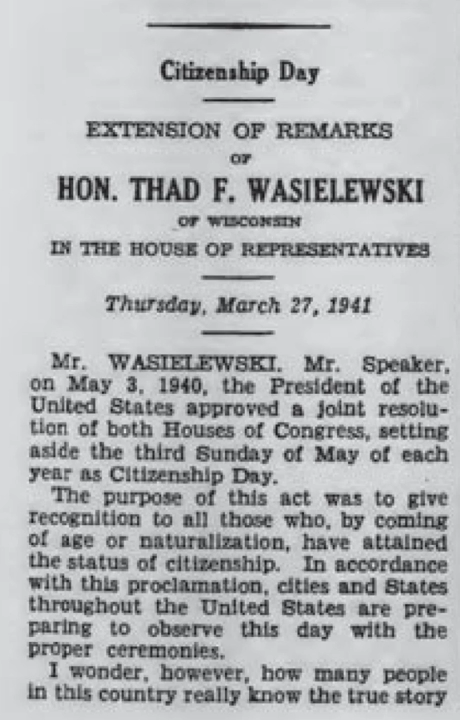 Citizenship Day
EXTENSION OF REMARKS
OF
HON. THAD F. WASIELEWSKI
OF WISCONSIN
IN THE HOUSE OF REPRESENTATIVES
Thursday, March 27, 1941
Mr. WASIELEWSKI. Mr. Speaker,
on May 3, 1940, the President of the
United States approved a joint resolu-
tion of both Houses of Congress, setting
aside the third Sunday of May of each
year as Citizenship Day.
The purpose of this act was to give
recognition to all those who, by coming
of age or naturalization, have attained
the status of citizenship. In accordance
with this proclamation, cities and States
throughout the United States are pre-
paring to observe this day with the
proper ceremonies.
I wonder, however, how many people
in this country really know the true story